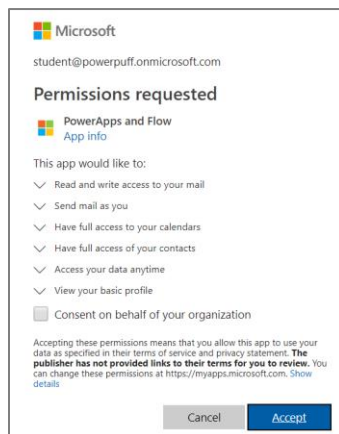 Microsoft
student@powerpuff.onmicrosoft.com
Permissions requested
PowerApps and Flow
App info
This app would like to:
Read and write access to your mail
Send mail as you
Have full access to your calendars
Have full access of your contacts
Access your data anytime
View your basic profile
Consent on behalf of your organization
Accepting these permissions means that you allow this app to use your
data as specified in their terms of service and privacy statement. The
publisher has not provided links to their terms for you to review. You
can change these permissions at https://myapps.microsoft.com. Show
details
Cancel
Accept